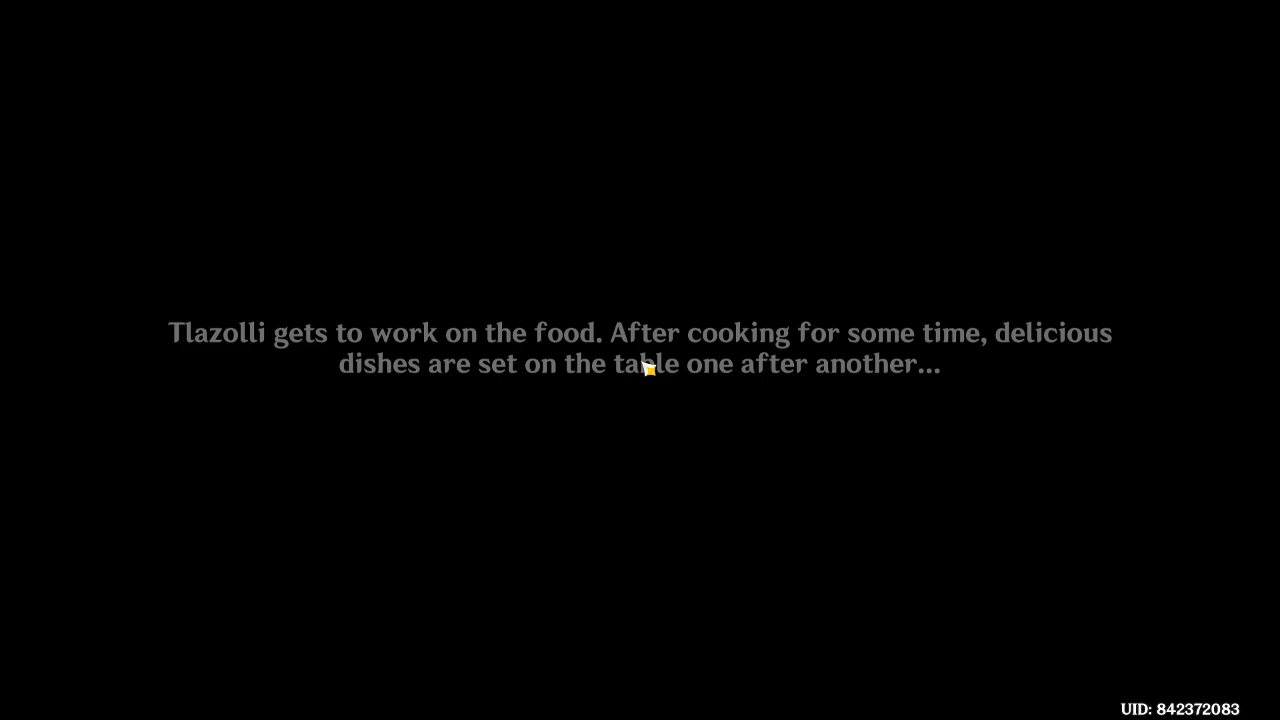 Tlazolli gets to work on the food. After cooking for some time, delicious
dishes are set on the table one after another...
UID: 842372083